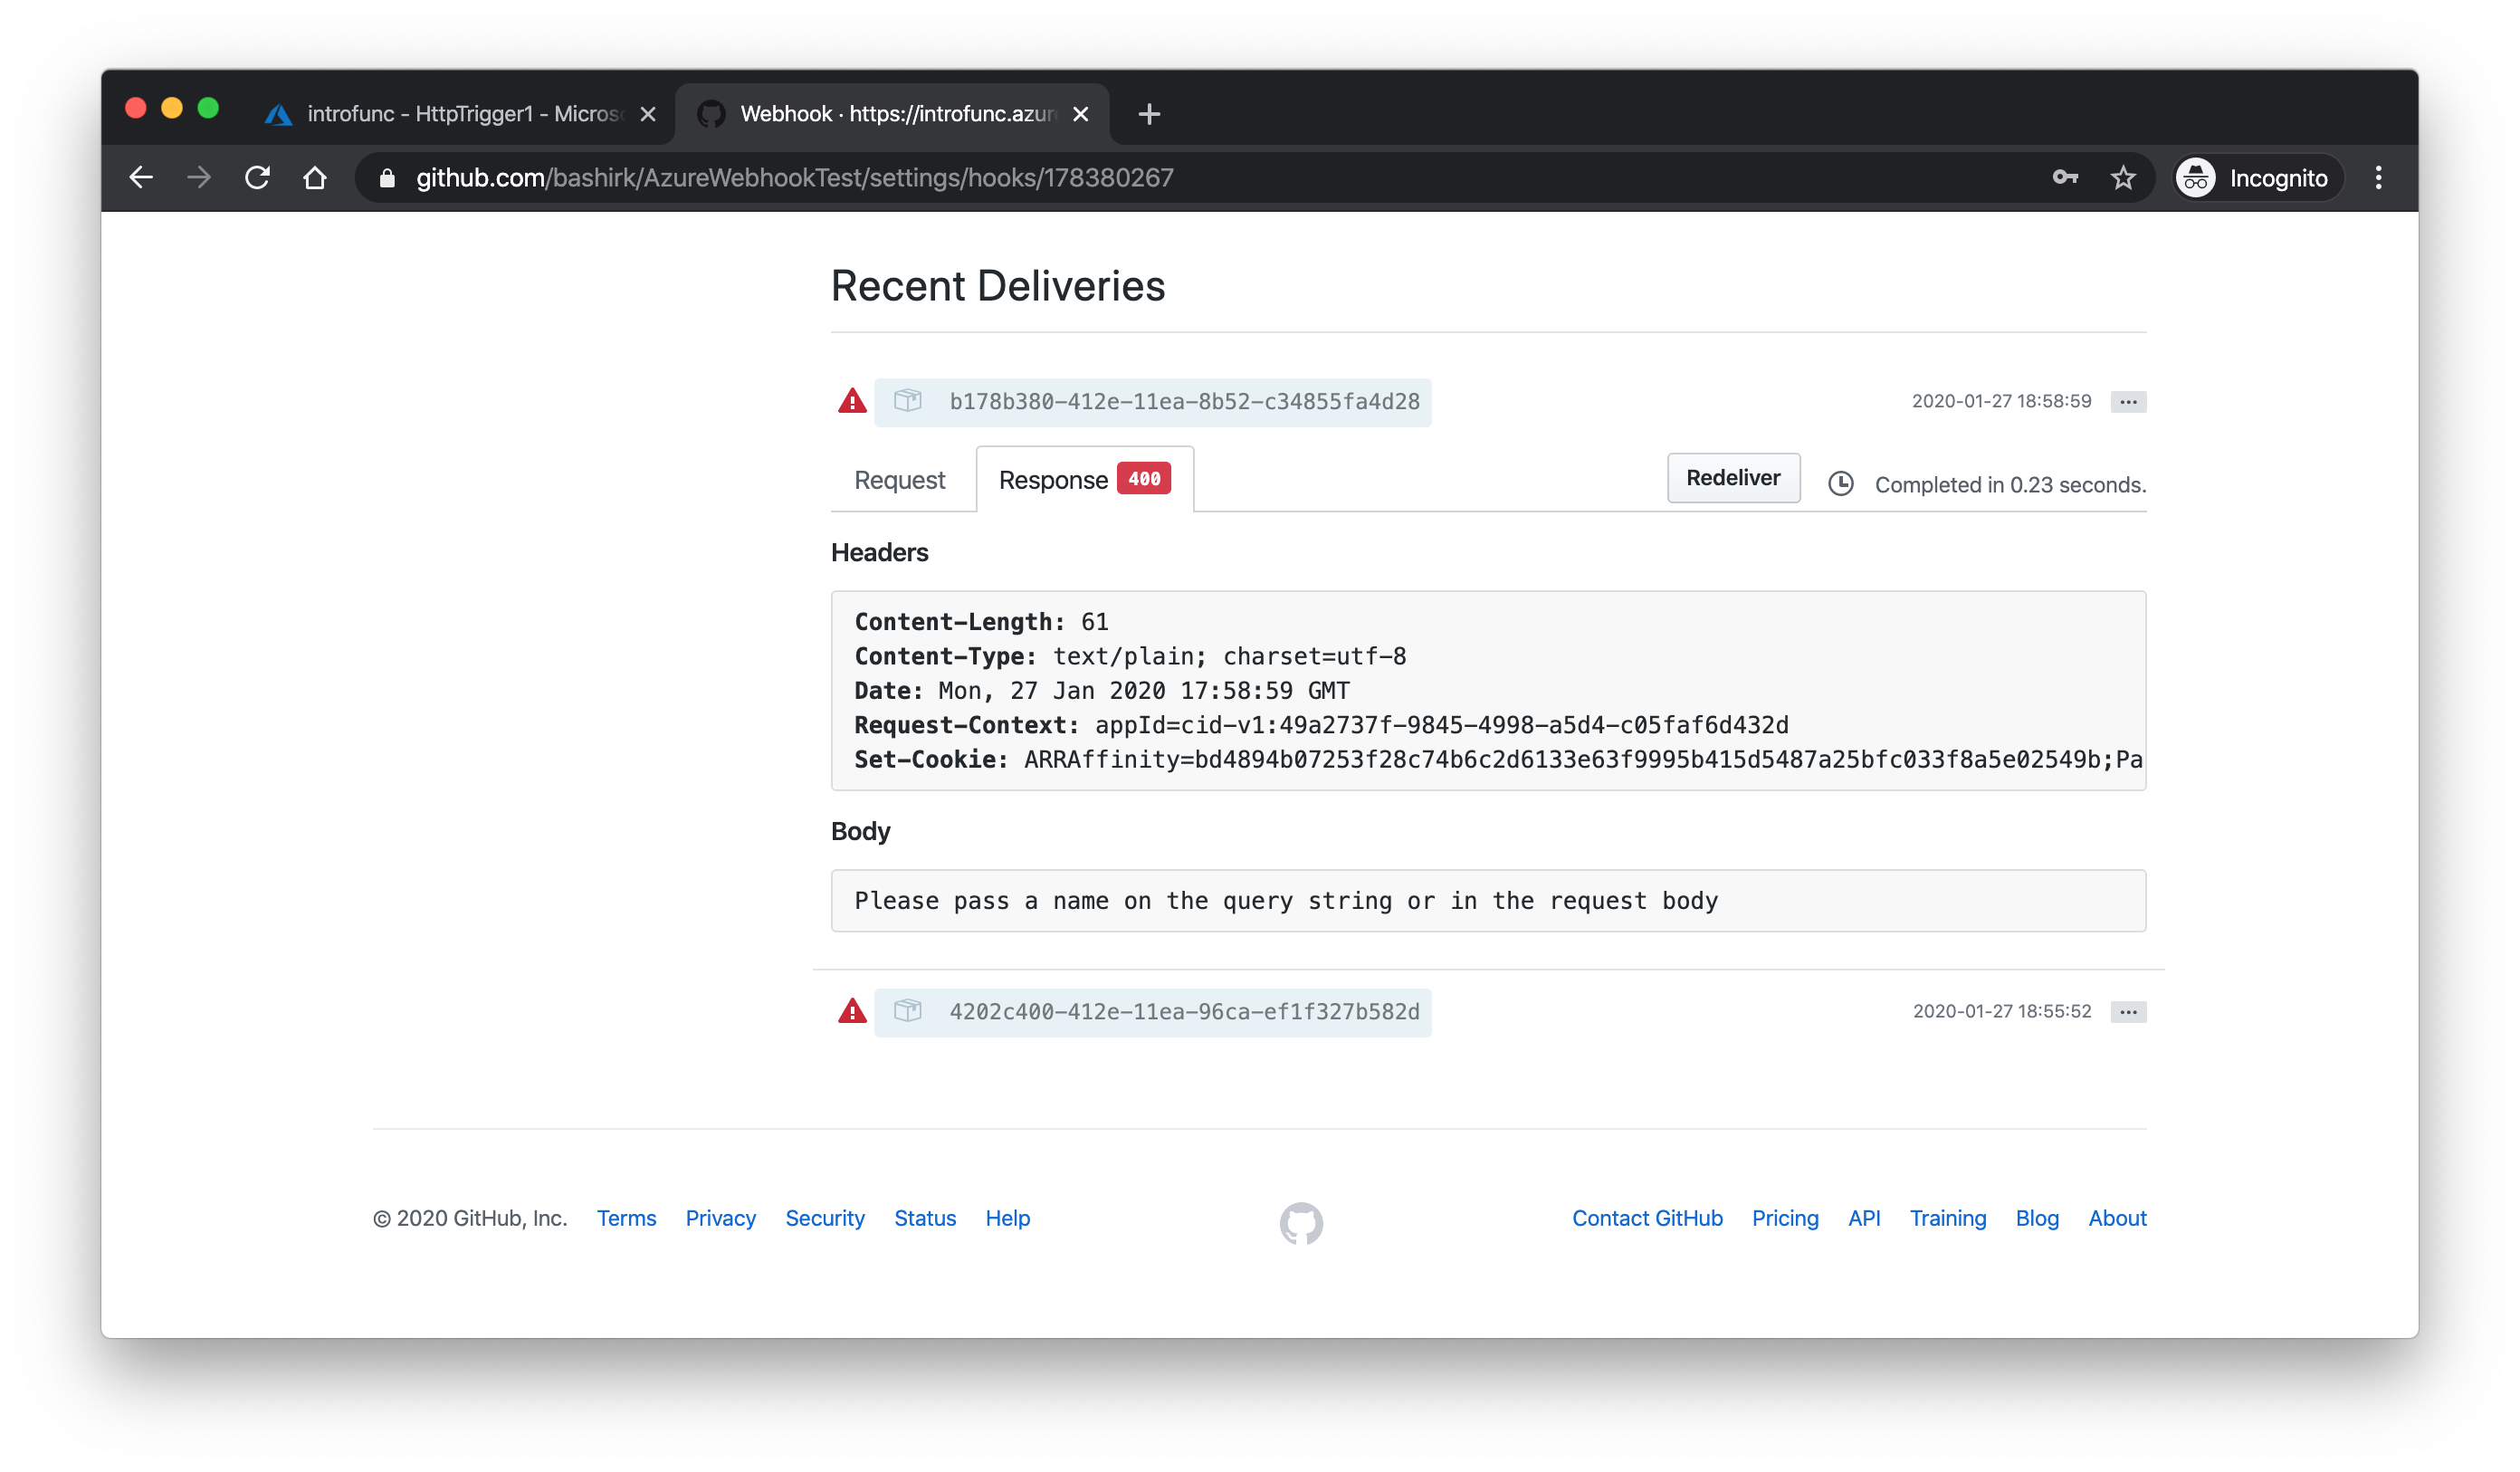 introfunc - HttpTrigger1 - Micros
Webhook · https://introfunc.azur
github.com/bashirk/AzureWebhookTest/settings/hooks/178380267
Incognito
Recent Deliveries
b178b380-412e-11ea-8b52-c34855fa4d28
2020-01-27 18:58:59
Request
Response 400
Redeliver
Completed in 0.23 seconds.
Headers
Content-Length: 61
Content-Type: text/plain; charset=utf-8
Date: Mon, 27 Jan 2020 17:58:59 GMT
Request-Context: appId=cid-v1:49a2737f-9845-4998-a5d4-c05faf6d432d
Set-Cookie: ARRAffinity=bd4894b07253f28c74b6c2d6133e63f9995b415d5487a25bfc033f8a5e02549b;Pa
Body
Please pass a name on the query string or in the request body
4202c400-412e-11ea-96ca-ef1f327b582d
2020-01-27 18:55:52
© 2020 GitHub, Inc. Terms Privacy Security Status Help
Contact GitHub Pricing API Training Blog About